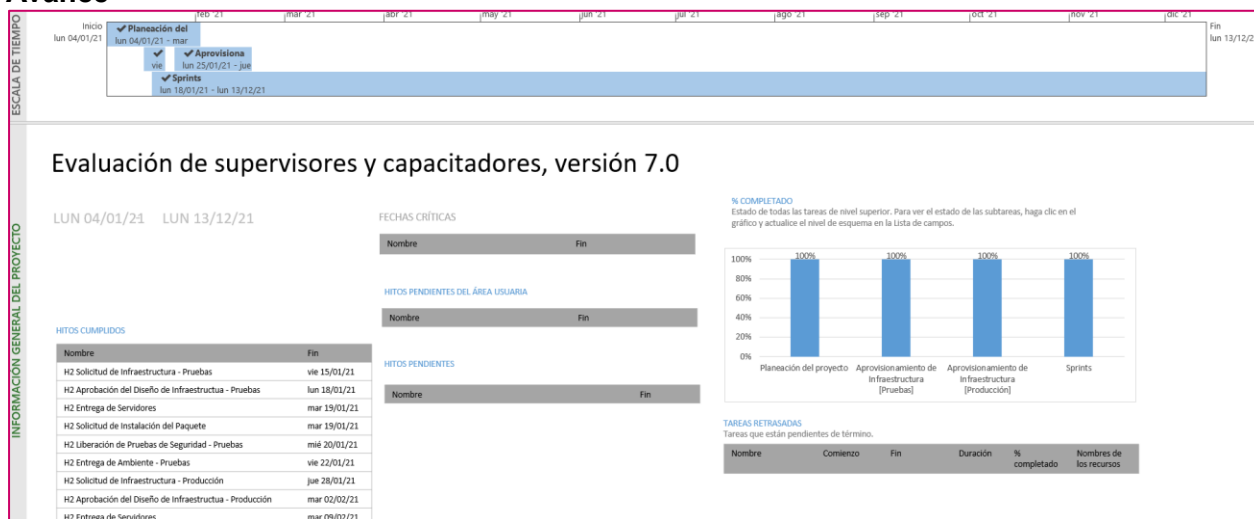 Avance
ESCALA DE TIEMPO
feb '21 mar '21 abr '21 may '21 jun '21 jul '21 ago '21 sep '21 oct '21 nov '21 dic '21
Inicio
lun 04/01/21
✔ Planeación del
lun 04/01/21 - mar
✔
vie
✔ Aprovisiona
lun 25/01/21 - jue
✔ Sprints
lun 18/01/21 - lun 13/12/21
Fin
lun 13/12/2
INFORMACIÓN GENERAL DEL PROYECTO
Evaluación de supervisores y capacitadores, versión 7.0
LUN 04/01/21 LUN 13/12/21
HITOS CUMPLIDOS
Nombre Fin
H2 Solicitud de Infraestructura - Pruebas vie 15/01/21
H2 Aprobación del Diseño de Infraestructua - Pruebas lun 18/01/21
H2 Entrega de Servidores mar 19/01/21
H2 Solicitud de Instalación del Paquete mar 19/01/21
H2 Liberación de Pruebas de Seguridad - Pruebas mié 20/01/21
H2 Entrega de Ambiente - Pruebas vie 22/01/21
H2 Solicitud de Infraestructura - Producción jue 28/01/21
H2 Aprobación del Diseño de Infraestructua - Producción mar 02/02/21
H2 Entrega de Servidores mar 09/02/21
FECHAS CRÍTICAS
Nombre Fin
HITOS PENDIENTES DEL ÁREA USUARIA
Nombre Fin
HITOS PENDIENTES
Nombre Fin
% COMPLETADO
Estado de todas las tareas de nivel superior. Para ver el estado de las subtareas, haga clic en el
gráfico y actualice el nivel de esquema en la Lista de campos.
100% 100% 100% 100%
100%
80%
60%
40%
20%
0%
Planeación del proyecto
Aprovisionamiento de
Infraestructura
[Pruebas]
Aprovisionamiento de
Infraestructura
[Producción]
Sprints
TAREAS RETRASADAS
Tareas que están pendientes de término.
Nombre Comienzo Fin Duración % completado Nombres de los recursos